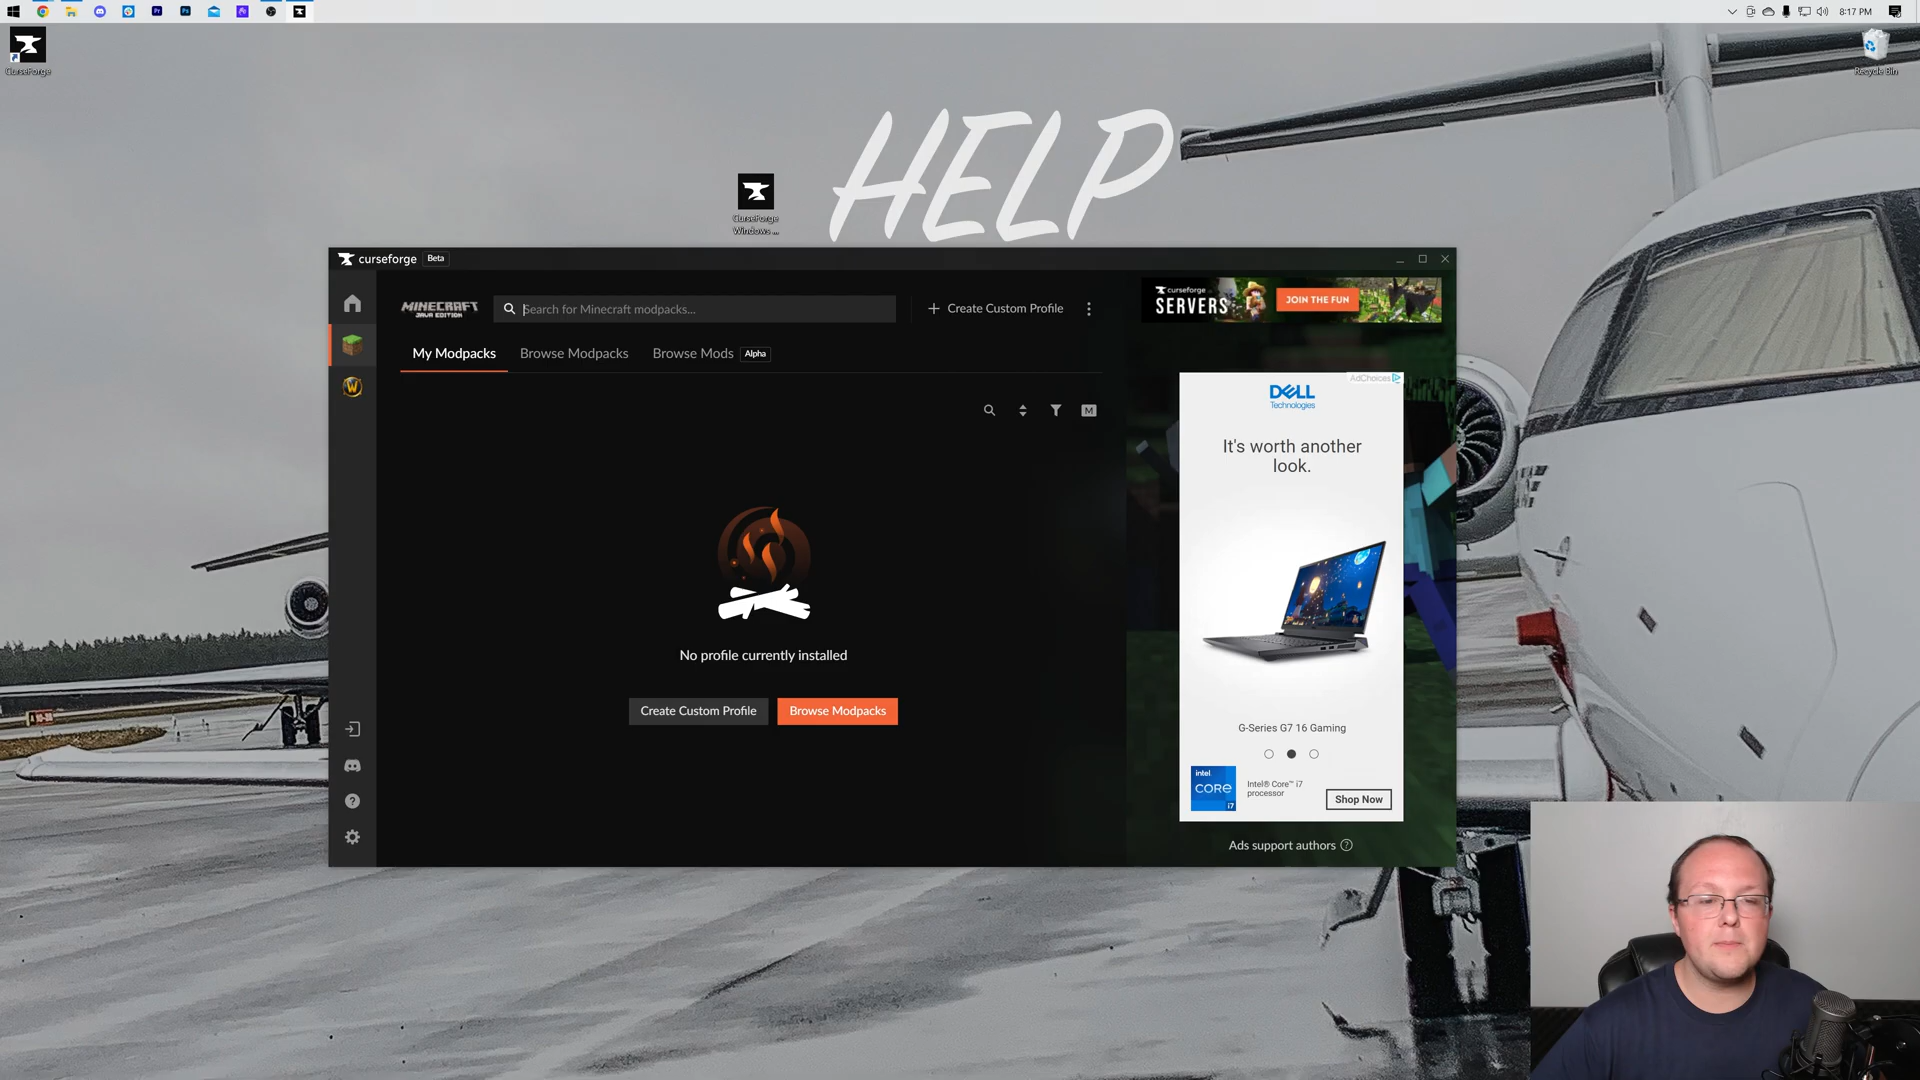 8:17 PM
CurseForge
Recycle Bin
HELP
CurseForge
Windows ...
curseforge Beta
MINECRAFT
JAVA EDITION
Search for Minecraft modpacks...
Create Custom Profile
curseforge
SERVERS
JOIN THE FUN
My Modpacks
Browse Modpacks
Browse Mods Alpha
M
AdChoices
DELL
Technologies
It's worth another
look.
No profile currently installed
Create Custom Profile
Browse Modpacks
G-Series G7 16 Gaming
intel
CORE
i7
Intel® Core™ i7
processor
Shop Now
Ads support authors